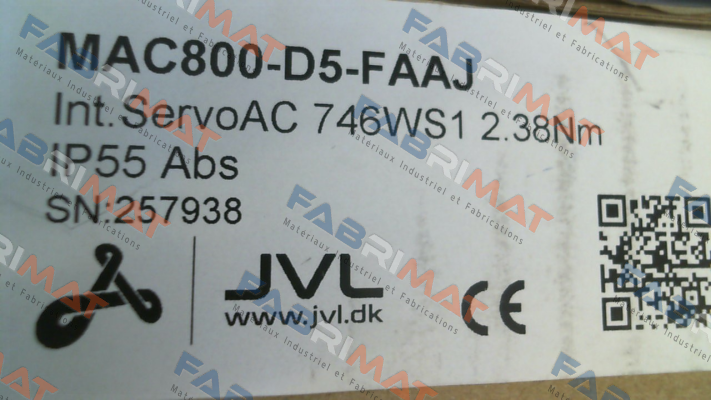 MAC800-D5-FAAJ
Int. ServoAC 746WS1 2.38Nm
IP55 Abs
SN:257938
JVL
www.jvl.dk
CE
FABRIMAT
Materiaux Industriel et Fabrications